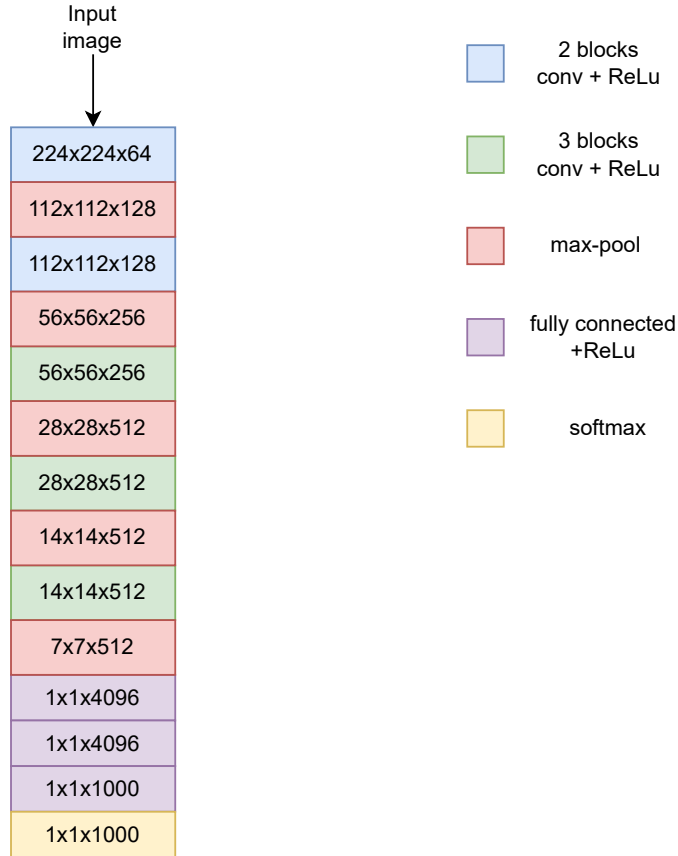 Input
image
224x224x64
112x112x128
112x112x128
56x56x256
56x56x256
28x28x512
28x28x512
14x14x512
14x14x512
7x7x512
1x1x4096
1x1x4096
1x1x1000
1x1x1000
2 blocks
conv + ReLu
3 blocks
conv + ReLu
max-pool
fully connected
+ReLu
softmax